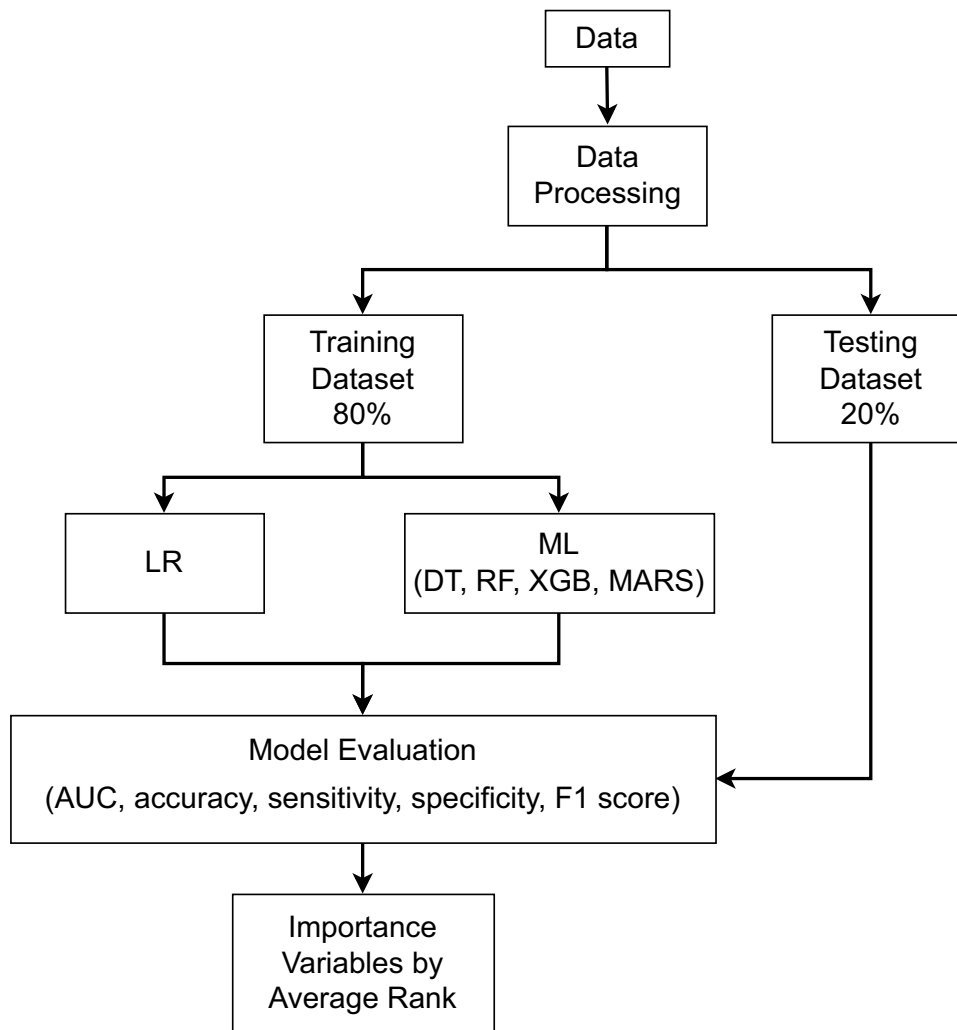 Data
Data
Processing
Training
Dataset
80%
Testing
Dataset
20%
LR
ML
(DT, RF, XGB, MARS)
Model Evaluation
(AUC, accuracy, sensitivity, specificity, F1 score)
Importance
Variables by
Average Rank